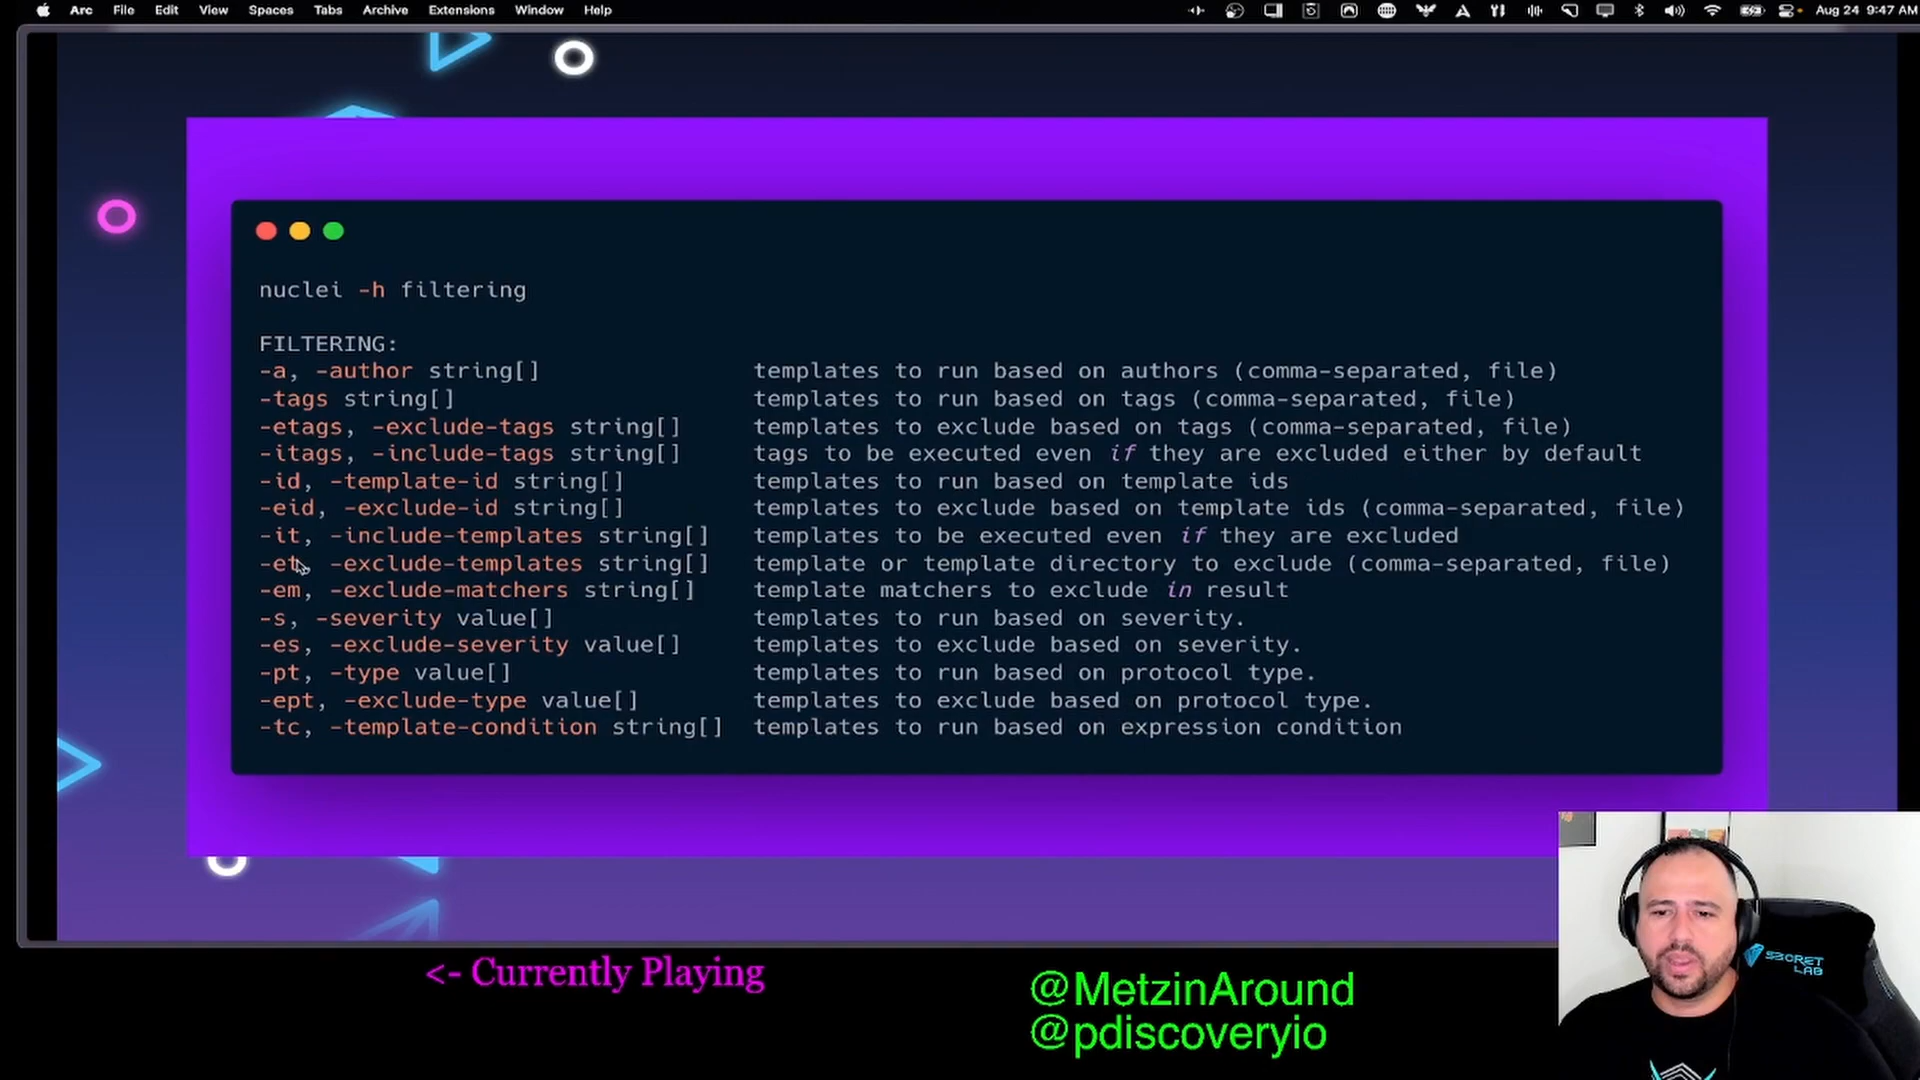 Arc File Edit View Spaces Tabs Archive Extensions Window Help Aug 24 9:47 AM
nuclei -h filtering
FILTERING:
-a, -author string[] templates to run based on authors (comma-separated, file)
-tags string[] templates to run based on tags (comma-separated, file)
-etags, -exclude-tags string[] templates to exclude based on tags (comma-separated, file)
-itags, -include-tags string[] tags to be executed even if they are excluded either by default
-id, -template-id string[] templates to run based on template ids
-eid, -exclude-id string[] templates to exclude based on template ids (comma-separated, file)
-it, -include-templates string[] templates to be executed even if they are excluded
-et, -exclude-templates string[] template or template directory to exclude (comma-separated, file)
-em, -exclude-matchers string[] template matchers to exclude in result
-s, -severity value[] templates to run based on severity.
-es, -exclude-severity value[] templates to exclude based on severity.
-pt, -type value[] templates to run based on protocol type.
-ept, -exclude-type value[] templates to exclude based on protocol type.
-tc, -template-condition string[] templates to run based on expression condition
<- Currently Playing
@MetzinAround
@pdiscoveryio
SECRET
LAB